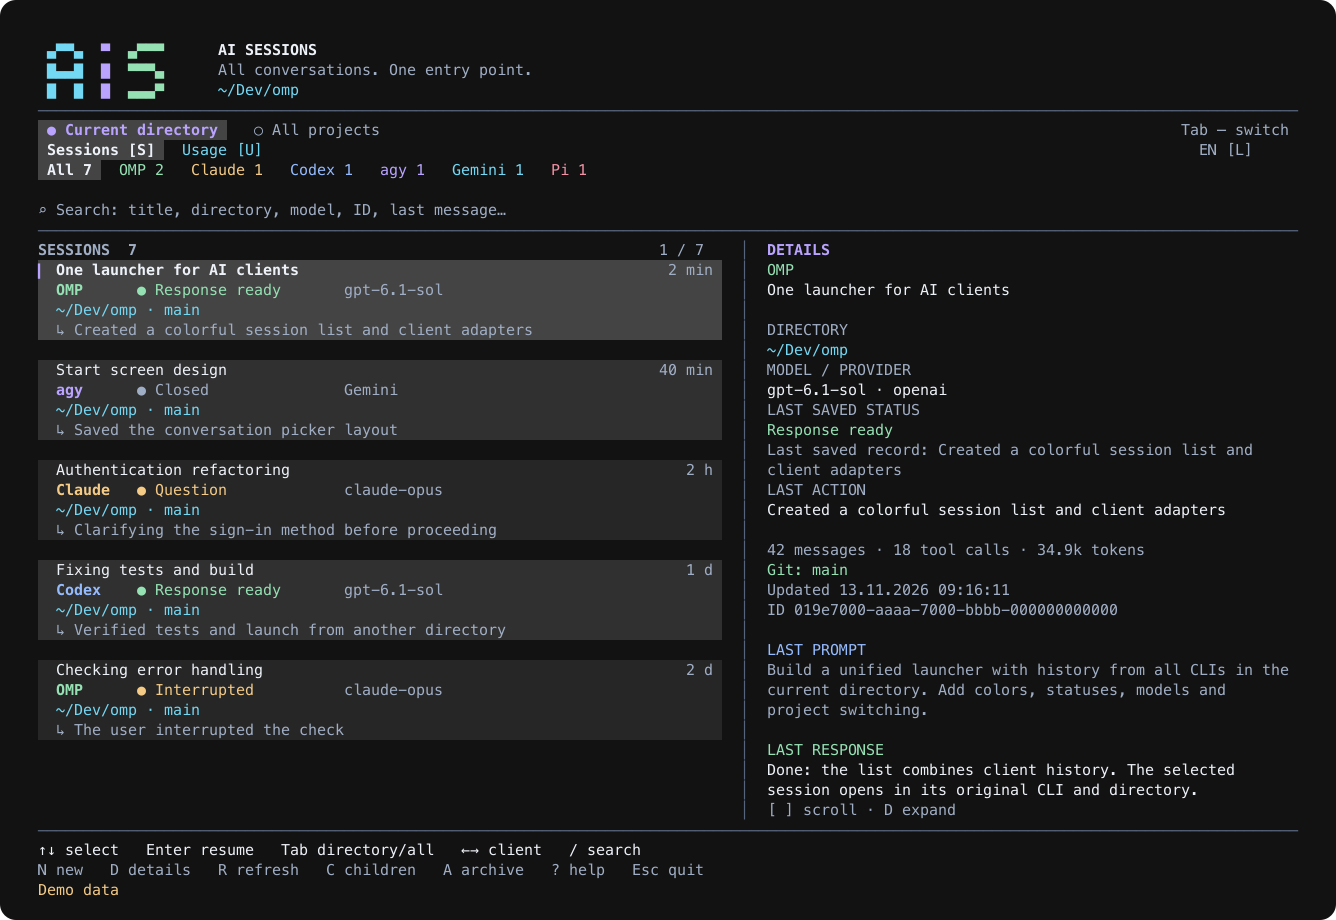 AiS
AI SESSIONS
All conversations. One entry point.
~/Dev/omp
● Current directory   ○ All projects   Tab — switch
Sessions [S]   Usage [U]   EN [L]
All 7   OMP 2   Claude 1   Codex 1   agy 1   Gemini 1   Pi 1
⌕ Search: title, directory, model, ID, last message…
SESSIONS  7   1 / 7
One launcher for AI clients   2 min
OMP   ● Response ready   gpt-6.1-sol
~/Dev/omp · main
↳ Created a colorful session list and client adapters
Start screen design   40 min
agy   ● Closed   Gemini
~/Dev/omp · main
↳ Saved the conversation picker layout
Authentication refactoring   2 h
Claude   ● Question   claude-opus
~/Dev/omp · main
↳ Clarifying the sign-in method before proceeding
Fixing tests and build   1 d
Codex   ● Response ready   gpt-6.1-sol
~/Dev/omp · main
↳ Verified tests and launch from another directory
Checking error handling   2 d
OMP   ● Interrupted   claude-opus
~/Dev/omp · main
↳ The user interrupted the check
DETAILS
OMP
One launcher for AI clients
DIRECTORY
~/Dev/omp
MODEL / PROVIDER
gpt-6.1-sol · openai
LAST SAVED STATUS
Response ready
Last saved record: Created a colorful session list and
client adapters
LAST ACTION
Created a colorful session list and client adapters
42 messages · 18 tool calls · 34.9k tokens
Git: main
Updated 13.11.2026 09:16:11
ID 019e7000-aaaa-7000-bbbb-000000000000
LAST PROMPT
Build a unified launcher with history from all CLIs in the
current directory. Add colors, statuses, models and
project switching.
LAST RESPONSE
Done: the list combines client history. The selected
session opens in its original CLI and directory.
[ ] scroll · D expand
↑↓ select   Enter resume   Tab directory/all   ←→ client   / search
N new   D details   R refresh   C children   A archive   ? help   Esc quit
Demo data